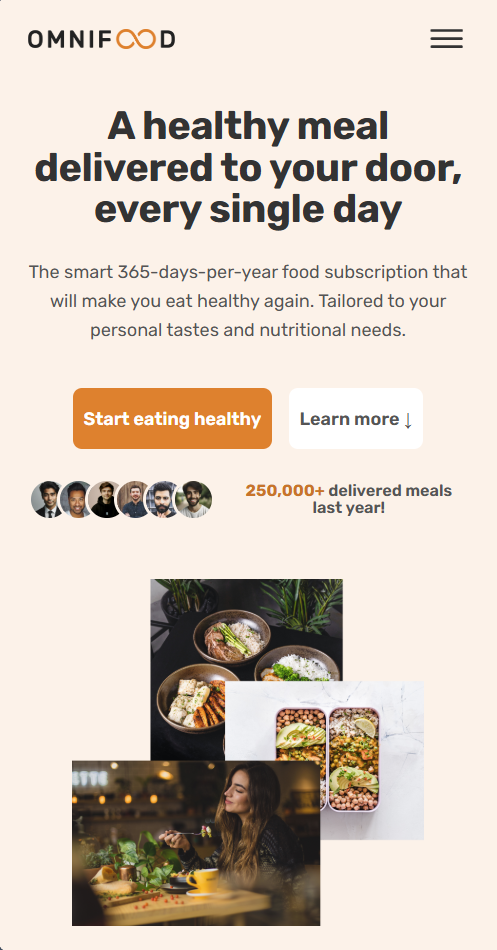 OMNIFOOD
A healthy meal
delivered to your door,
every single day
The smart 365-days-per-year food subscription that
will make you eat healthy again. Tailored to your
personal tastes and nutritional needs.
Start eating healthy
Learn more ↓
250,000+ delivered meals
last year!